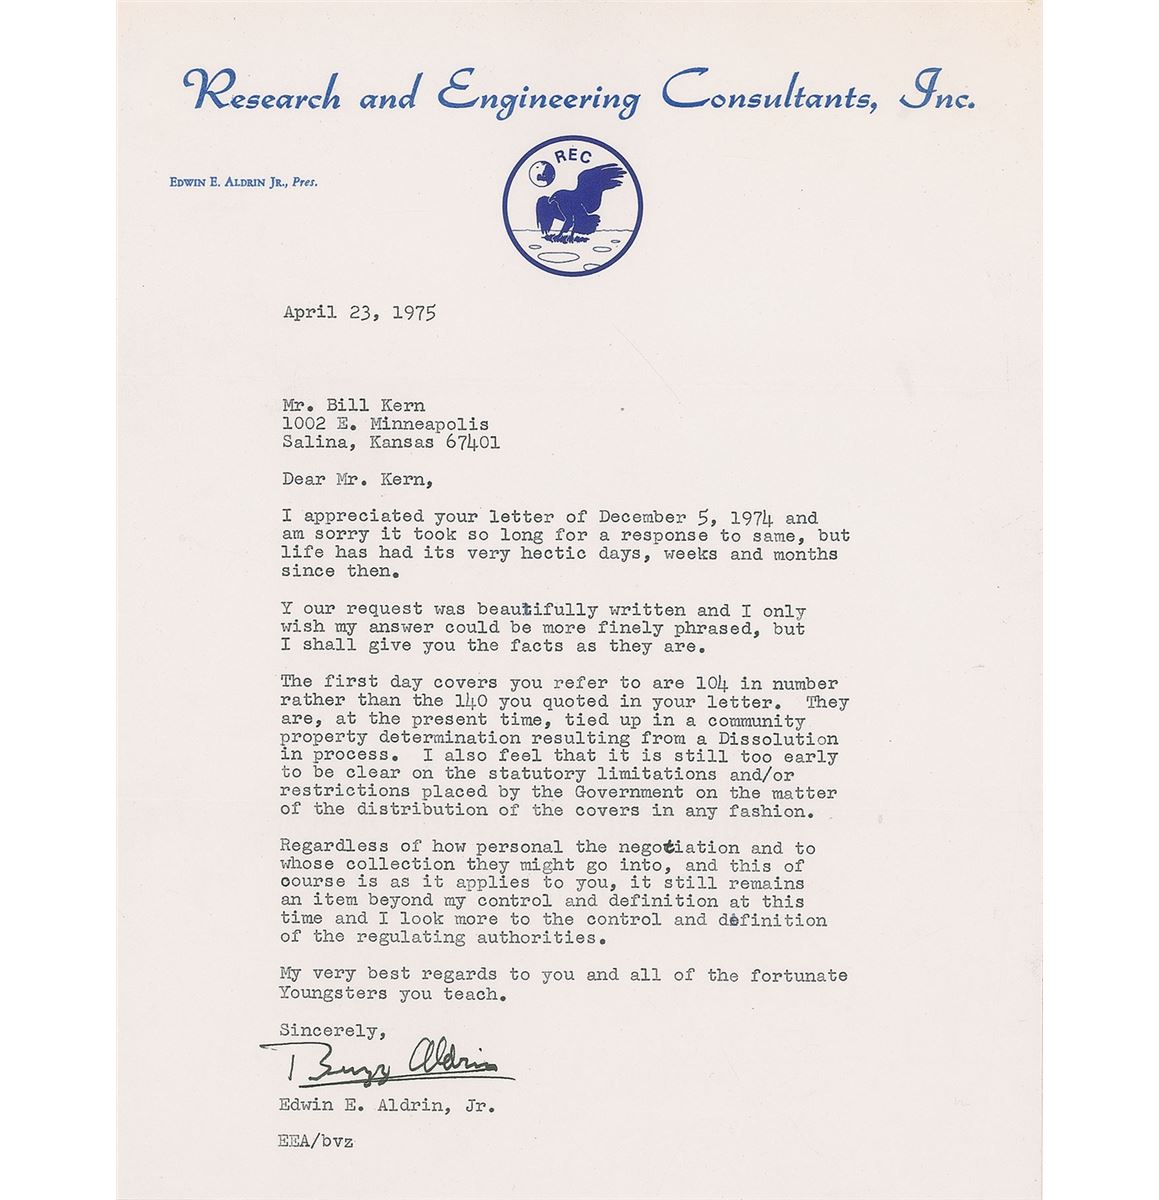 Research and Engineering Consultants, Inc.
REC
EDWIN E. ALDRIN JR., Pres.
April 23, 1975
Mr. Bill Kern
1002 E. Minneapolis
Salina, Kansas 67401
Dear Mr. Kern,
I appreciated your letter of December 5, 1974 and
am sorry it took so long for a response to same, but
life has had its very hectic days, weeks and months
since then.
Y our request was beautifully written and I only
wish my answer could be more finely phrased, but
I shall give you the facts as they are.
The first day covers you refer to are 104 in number
rather than the 140 you quoted in your letter. They
are, at the present time, tied up in a community
property determination resulting from a Dissolution
in process. I also feel that it is still too early
to be clear on the statutory limitations and/or
restrictions placed by the Government on the matter
of the distribution of the covers in any fashion.
Regardless of how personal the negotiation and to
whose collection they might go into, and this of
course is as it applies to you, it still remains
an item beyond my control and definition at this
time and I look more to the control and definition
of the regulating authorities.
My very best regards to you and all of the fortunate
Youngsters you teach.
Sincerely,
Buzz Aldrin
Edwin E. Aldrin, Jr.
EEA/bvz